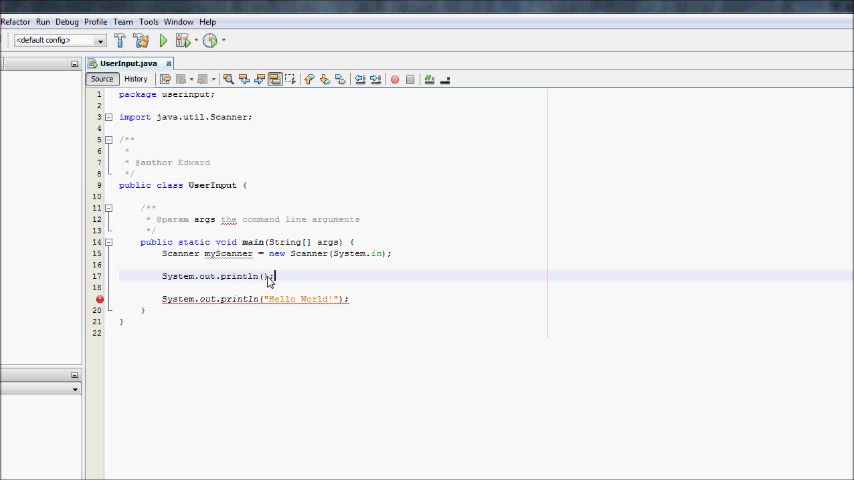 Refactor Run Debug Profile Team Tools Window Help
<default config>
UserInput.java
Source History
1 package userinput;
2
3 import java.util.Scanner;
4
5 /**
6 *
7 * @author Edward
8 */
9 public class UserInput {
10
11 /**
12 * @param args the command line arguments
13 */
14 public static void main(String[] args) {
15 Scanner myScanner = new Scanner(System.in);
16
17 System.out.println();
18
System.out.println("Hello World!");
20 }
21 }
22